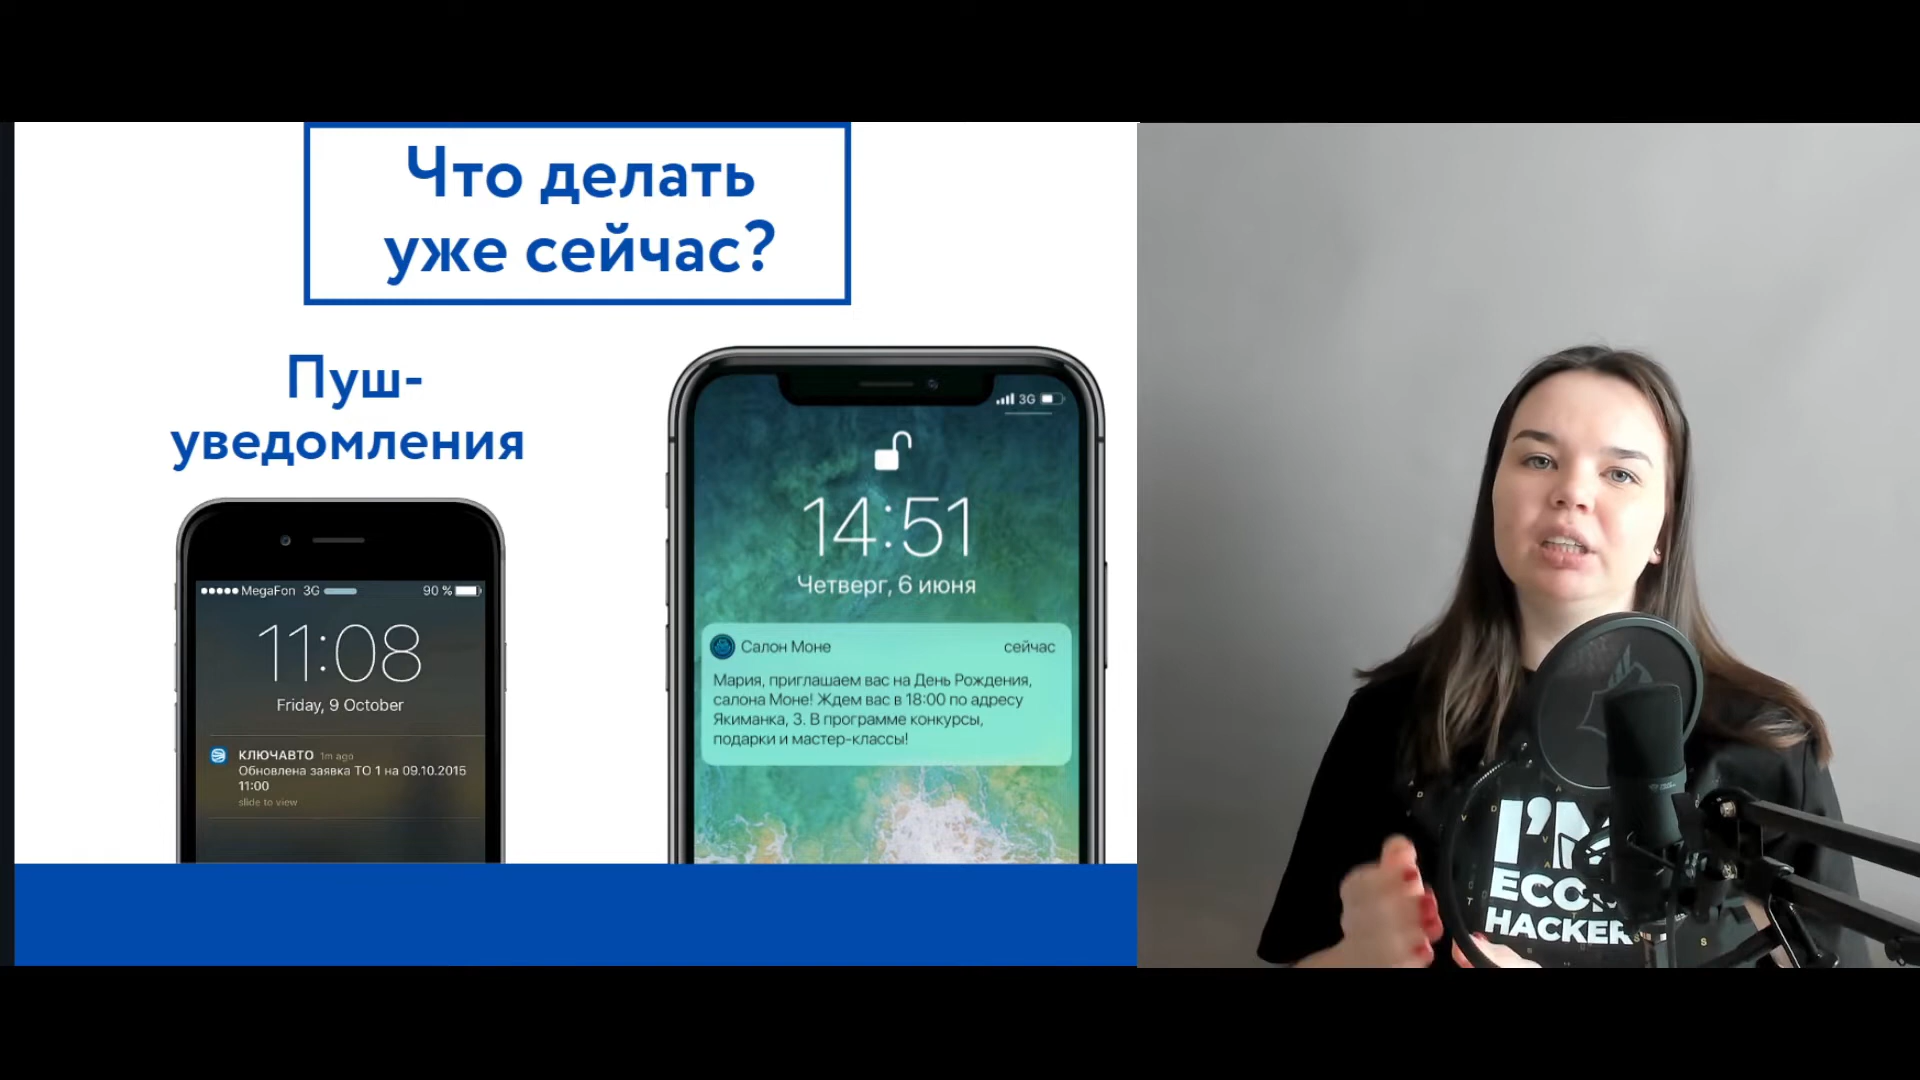 Что делать
уже сейчас?
Пуш-
уведомления
MegaFon 3G 90 %
11:08
Friday, 9 October
КЛЮЧАВТО 1m ago
Обновлена заявка ТО 1 на 09.10.2015
11:00
slide to view
3G
14:51
Четверг, 6 июня
Салон Моне сейчас
Мария, приглашаем вас на День Рождения,
салона Моне! Ждем вас в 18:00 по адресу
Якиманка, 3. В программе конкурсы,
подарки и мастер-классы!
HACKER